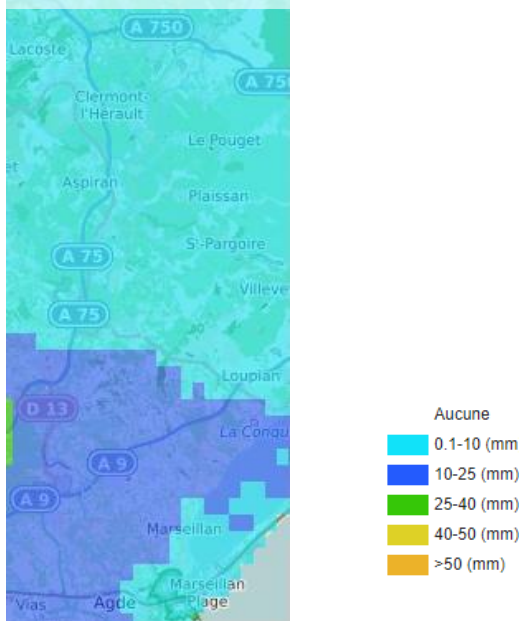 A 750
Lacoste
A 75
Clermont-
l'Hérault
Le Pouget
et
Aspiran
Plaissan
S'-Pargoire
A 75
Villeve
A 75
Loupian
D 13
La Conqu
A 9
A 9
Marseillan
Marseillan
Plage
Vias
Agde
Aucune
0.1-10 (mm
10-25 (mm)
25-40 (mm)
40-50 (mm)
>50 (mm)